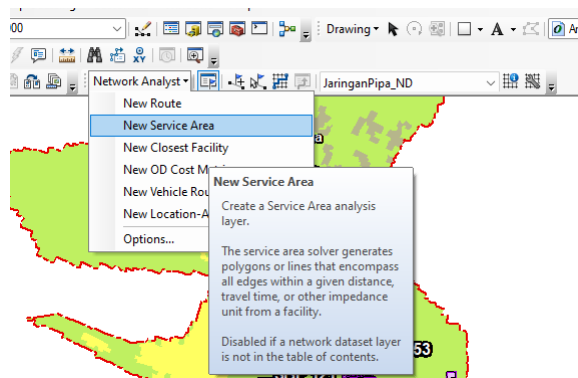 000
Drawing
A
Ar
Network Analyst
JaringanPipa_ND
New Route
New Service Area
New Closest Facility
New OD Cost
New Vehicle
New Location-A
Options...
New Service Area
Create a Service Area analysis
layer.
The service area solver generates
polygons or lines that encompass
all edges within a given distance,
travel time, or other impedance
unit from a facility.
Disabled if a network dataset layer
is not in the table of contents.
53